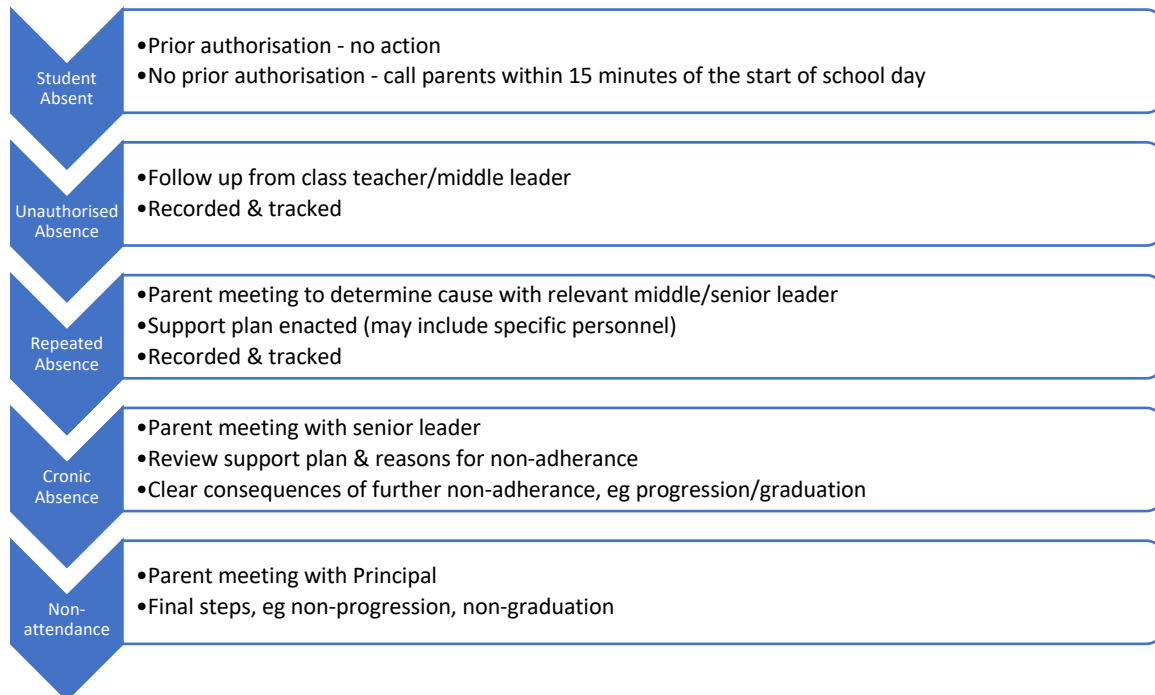 Student
Absent
•Prior authorisation - no action
•No prior authorisation - call parents within 15 minutes of the start of school day
Unauthorised
Absence
•Follow up from class teacher/middle leader
•Recorded & tracked
Repeated
Absence
•Parent meeting to determine cause with relevant middle/senior leader
•Support plan enacted (may include specific personnel)
•Recorded & tracked
Cronic
Absence
•Parent meeting with senior leader
•Review support plan & reasons for non-adherance
•Clear consequences of further non-adherance, eg progression/graduation
Non-
attendance
•Parent meeting with Principal
•Final steps, eg non-progression, non-graduation